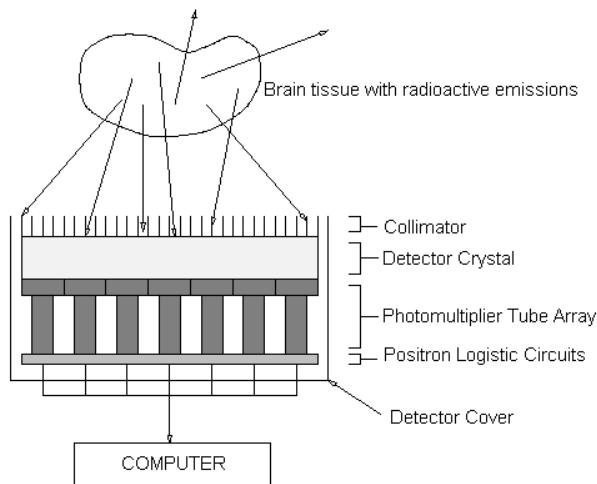 Brain tissue with radioactive emissions
Collimator
Detector Crystal
Photomultiplier Tube Array
Positron Logistic Circuits
Detector Cover
COMPUTER